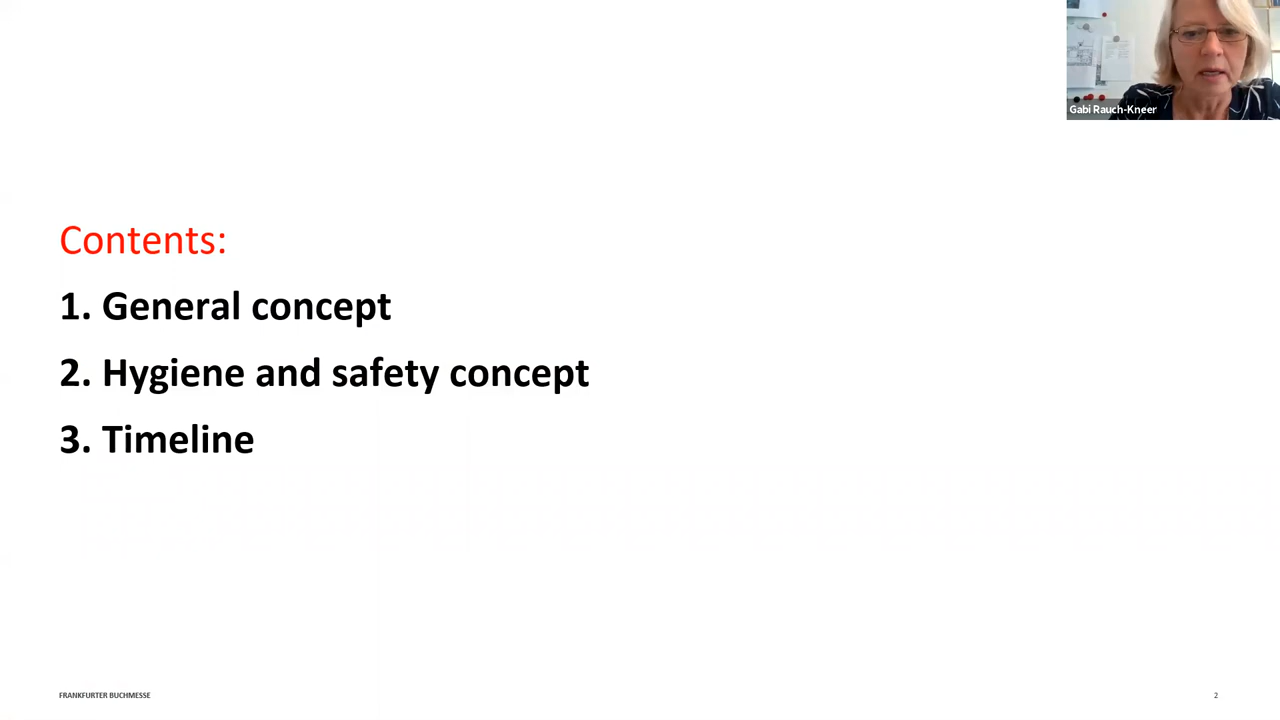 Gabi Rauch-Kneer
Contents:
1. General concept
2. Hygiene and safety concept
3. Timeline
FRANKFURTER BUCHMESSE
2